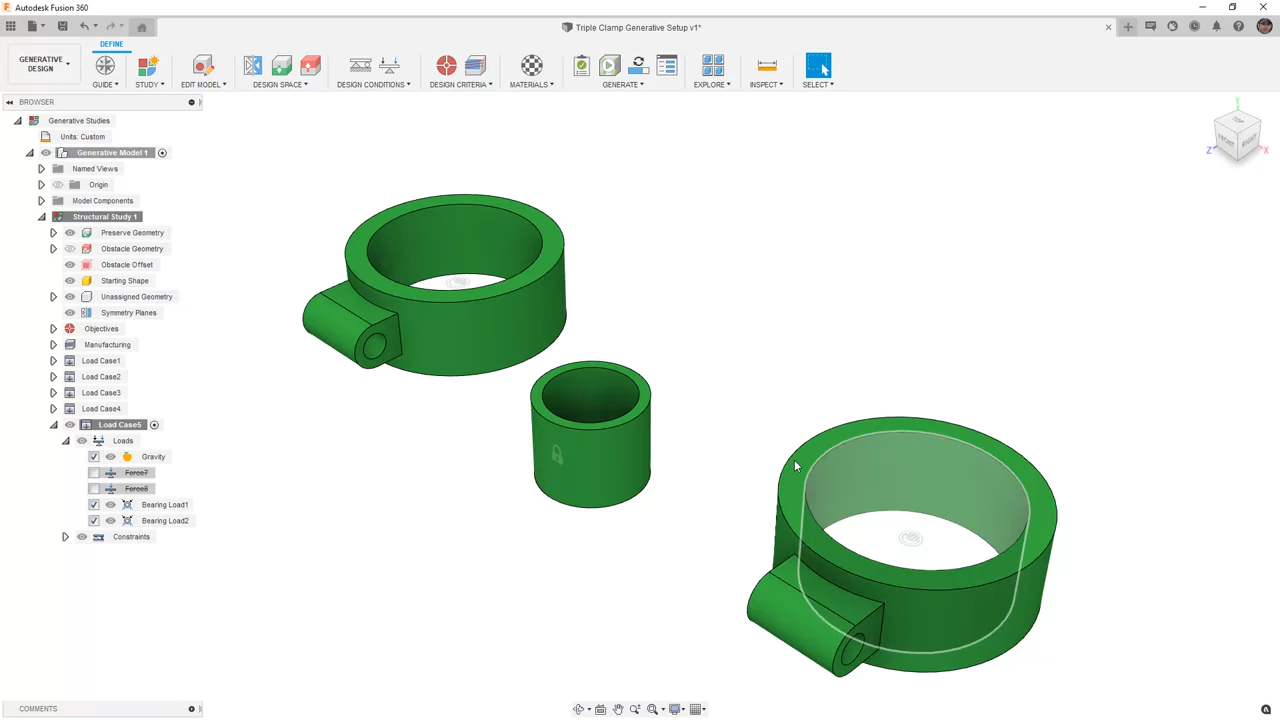 Autodesk Fusion 360
Triple Clamp Generative Setup v1*
DEFINE
GENERATIVE
DESIGN
GUIDE
STUDY
EDIT MODEL
DESIGN SPACE
DESIGN CONDITIONS
DESIGN CRITERIA
MATERIALS
GENERATE
EXPLORE
INSPECT
SELECT
BROWSER
Generative Studies
Units: Custom
Generative Model 1
Named Views
Origin
Model Components
Structural Study 1
Preserve Geometry
Obstacle Geometry
Obstacle Offset
Starting Shape
Unassigned Geometry
Symmetry Planes
Objectives
Manufacturing
Load Case1
Load Case2
Load Case3
Load Case4
Load Case5
Loads
Gravity
Force7
Force8
Bearing Load1
Bearing Load2
Constraints
Y
TOP
FRONT
RIGHT
Z
X
COMMENTS